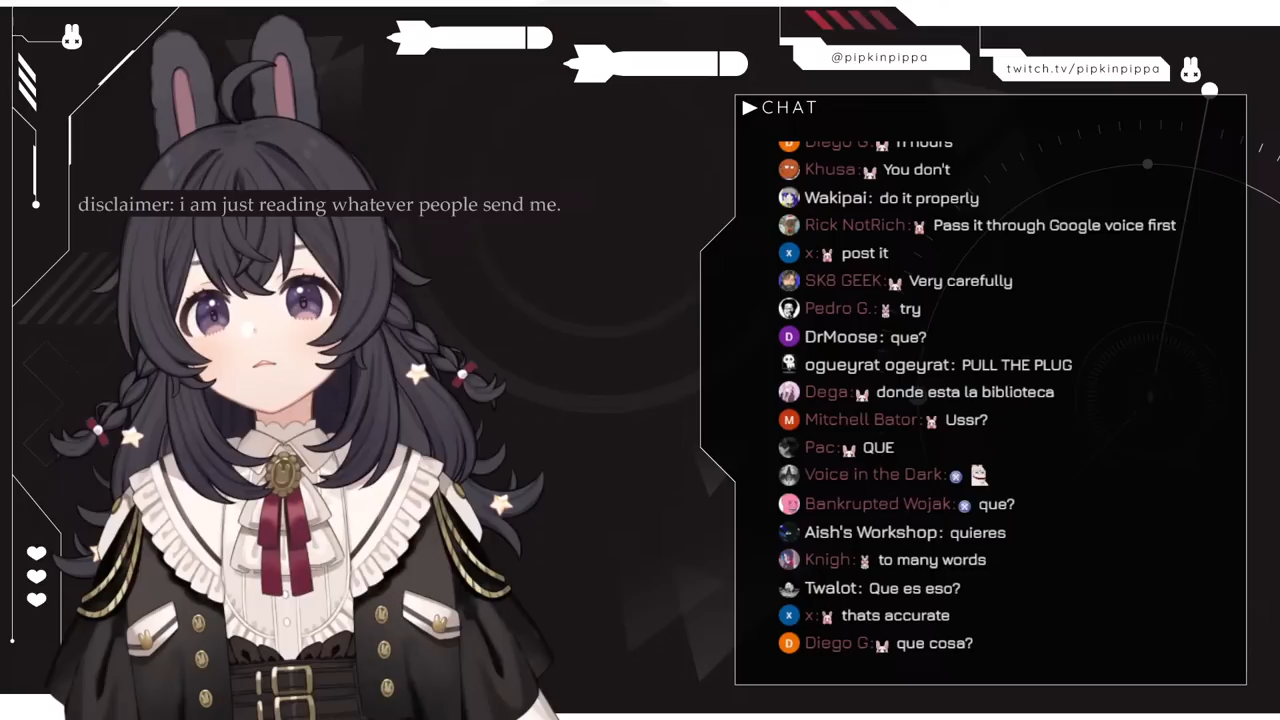 @pipkinpippa
twitch.tv/pipkinpippa
▶CHAT
Diego G:
Khusa: You don't
Wakipai: do it properly
disclaimer: i am just reading whatever people send me.
Rick NotRich: Pass it through Google voice first
x: post it
SK8 GEEK: Very carefully
Pedro G.: try
DrMoose: que?
ogueyrat ogeyrat: PULL THE PLUG
Dega: donde esta la biblioteca
Mitchell Bator: Ussr?
Pac: QUE
Voice in the Dark:
Bankrupted Wojak: que?
Aish's Workshop: quieres
Knigh: to many words
Twalot: Que es eso?
x: thats accurate
Diego G: que cosa?